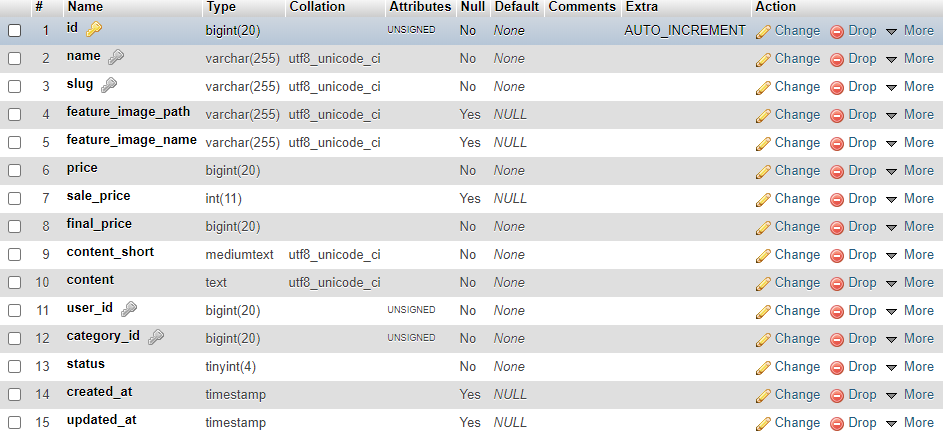 # Name Type Collation Attributes Null Default Comments Extra Action
1 id bigint(20) UNSIGNED No None AUTO_INCREMENT Change Drop More
2 name varchar(255) utf8_unicode_ci No None Change Drop More
3 slug varchar(255) utf8_unicode_ci No None Change Drop More
4 feature_image_path varchar(255) utf8_unicode_ci Yes NULL Change Drop More
5 feature_image_name varchar(255) utf8_unicode_ci Yes NULL Change Drop More
6 price bigint(20) No None Change Drop More
7 sale_price int(11) Yes NULL Change Drop More
8 final_price bigint(20) No None Change Drop More
9 content_short mediumtext utf8_unicode_ci No None Change Drop More
10 content text utf8_unicode_ci No None Change Drop More
11 user_id bigint(20) UNSIGNED No None Change Drop More
12 category_id bigint(20) UNSIGNED No None Change Drop More
13 status tinyint(4) No None Change Drop More
14 created_at timestamp Yes NULL Change Drop More
15 updated_at timestamp Yes NULL Change Drop More